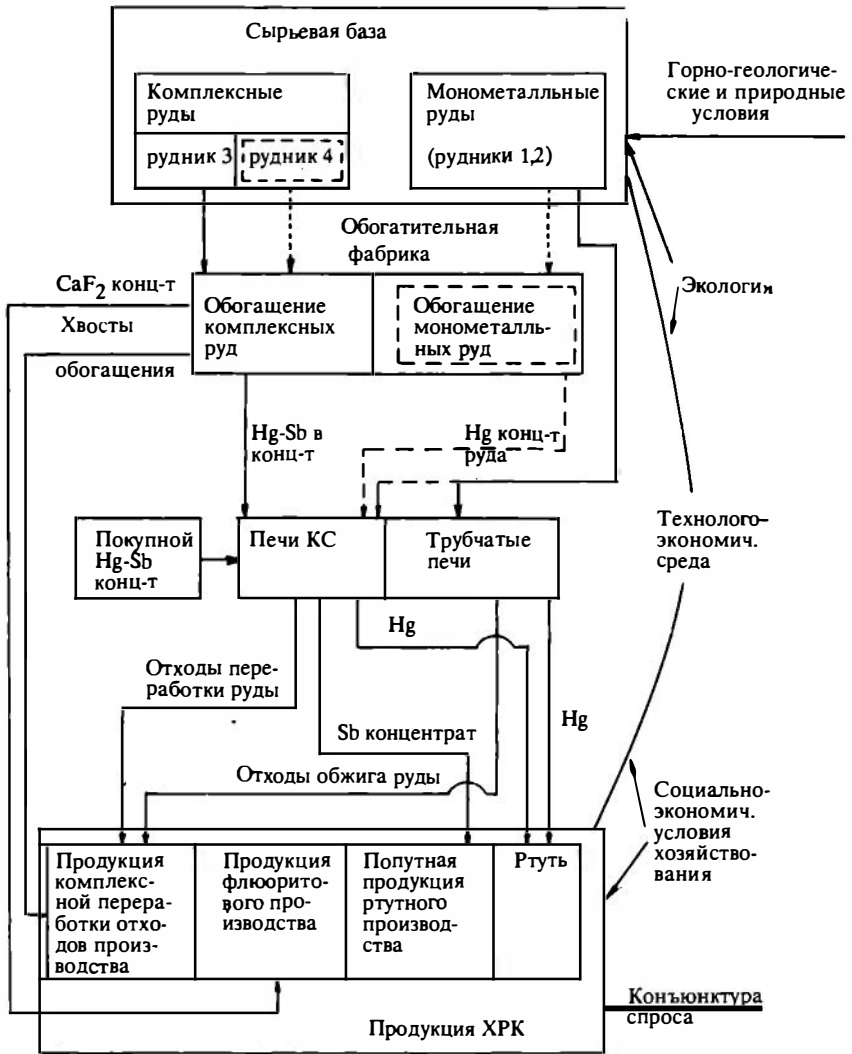 Сырьевая база
Комплексные
руды
рудник 3
рудник 4
Монометалльные
руды
(рудники 1,2)
Горно-геологиче-
ские и природные
условия
Обогатительная
фабрика
CaF2 конц-т
Хвосты
обогащения
Обогащение
комплексных
руд
Обогащение
монометалль-
ных руд
Экология
Hg-Sb в
конц-т
Hg конц-т
руда
Покупной
Hg-Sb
конц-т
Печи КС
Трубчатые
печи
Технолого-
экономич.
среда
Hg
Отходы пере-
работки руды
Sb концентрат
Hg
Отходы обжига руды
Социально-
экономич.
условия
хозяйство-
вания
Продукция
комплекс-
ной перера-
ботки отхо-
дов произ-
водства
Продукция
флюорито-
вого про-
изводства
Попутная
продукция
ртутного
производ-
ства
Ртуть
Продукция ХРК
Конъюнктура
спроса